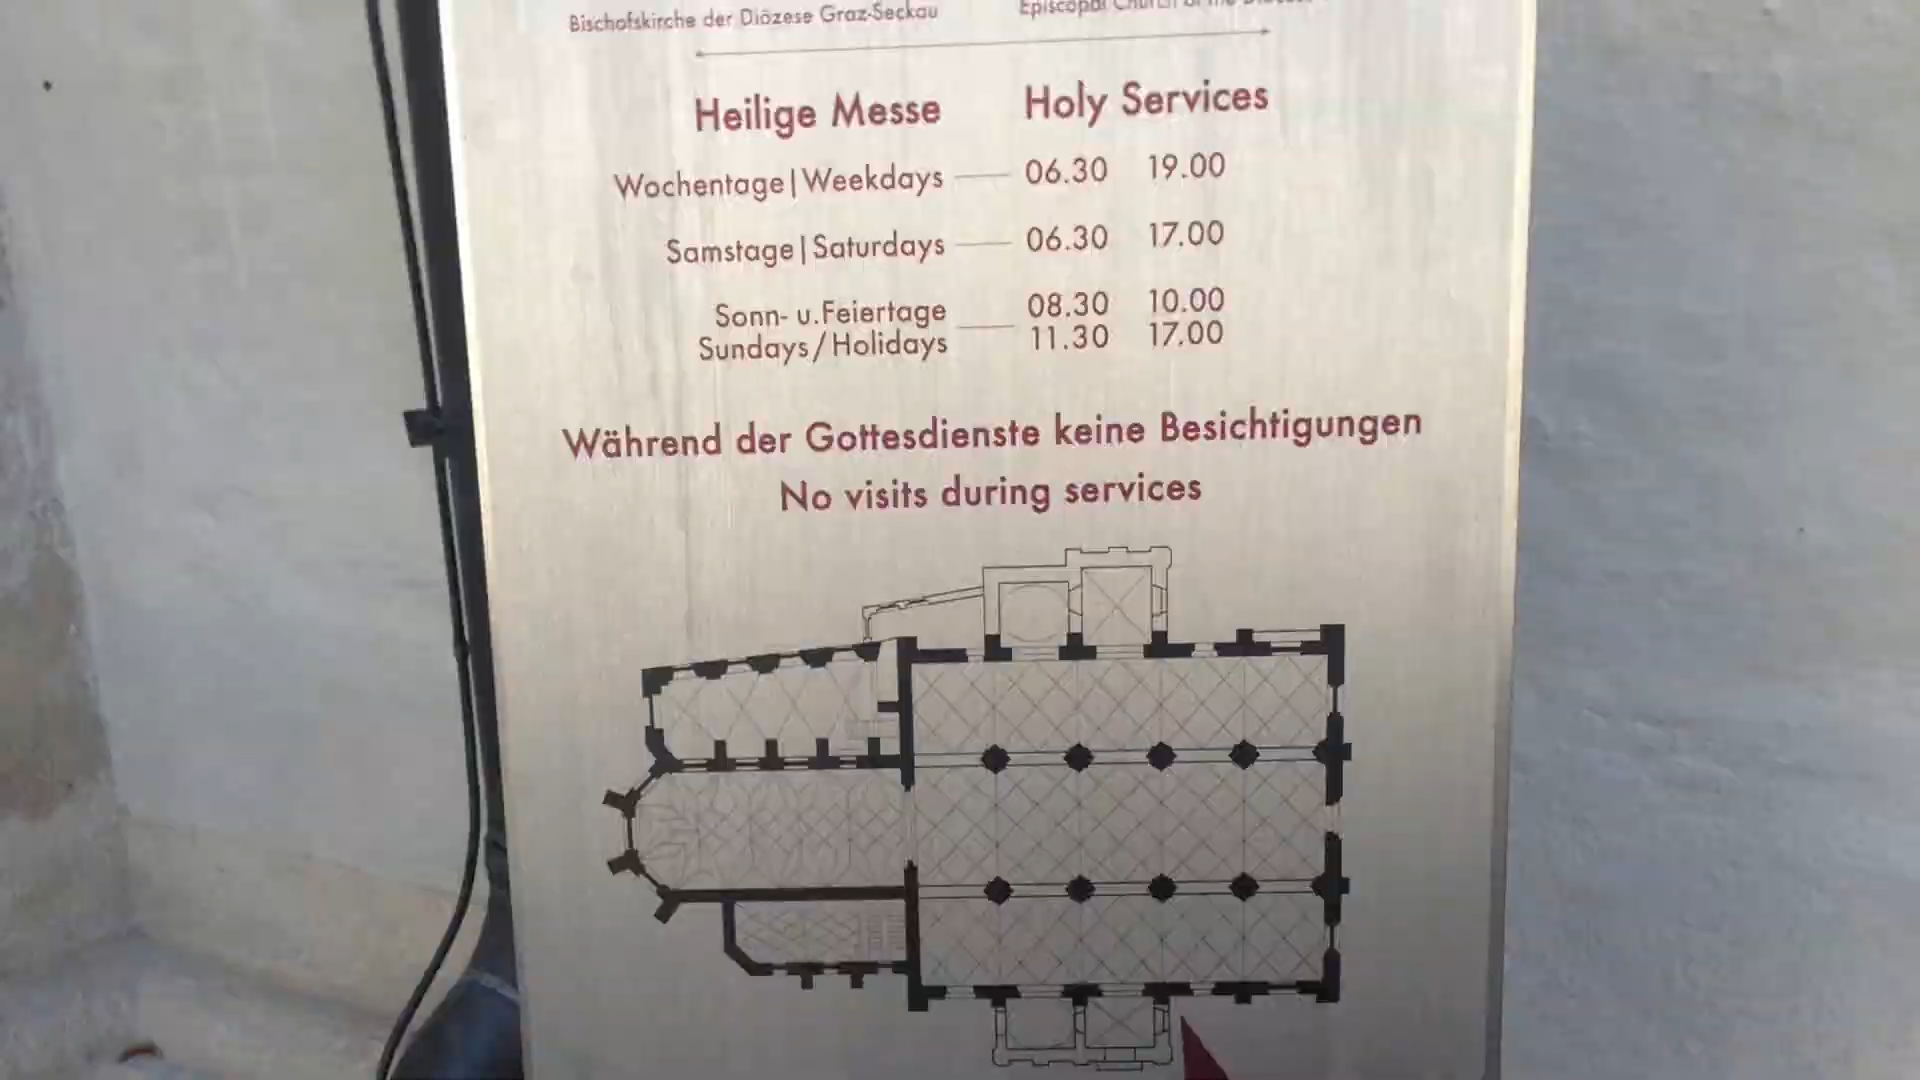 Bischofskirche der Diözese Graz-Seckau
Episcopal Church of the
Heilige Messe Holy Services
Wochentage|Weekdays 06.30 19.00
Samstage|Saturdays 06.30 17.00
Sonn- u.Feiertage 08.30 10.00
Sundays/Holidays 11.30 17.00
Während der Gottesdienste keine Besichtigungen
No visits during services